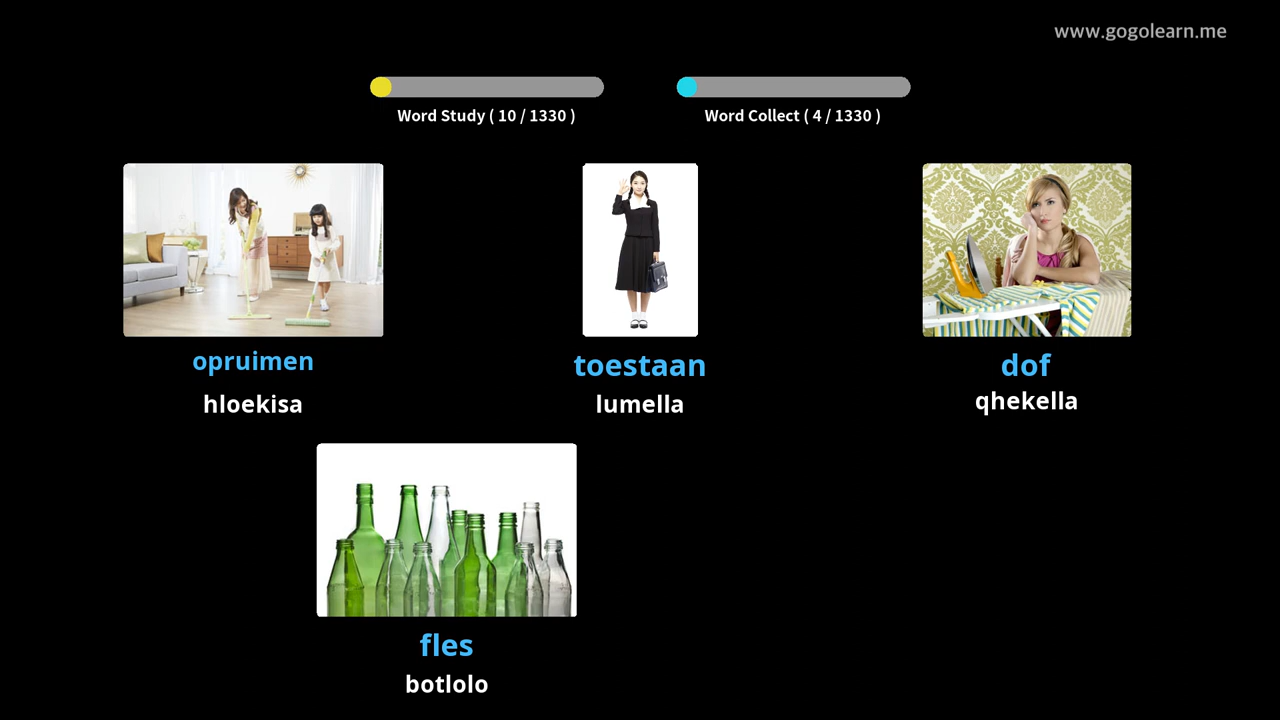 www.gogolearn.me
Word Study ( 10 / 1330 )
Word Collect ( 4 / 1330 )
opruimen
hloekisa
toestaan
lumella
dof
qhekella
fles
botlolo